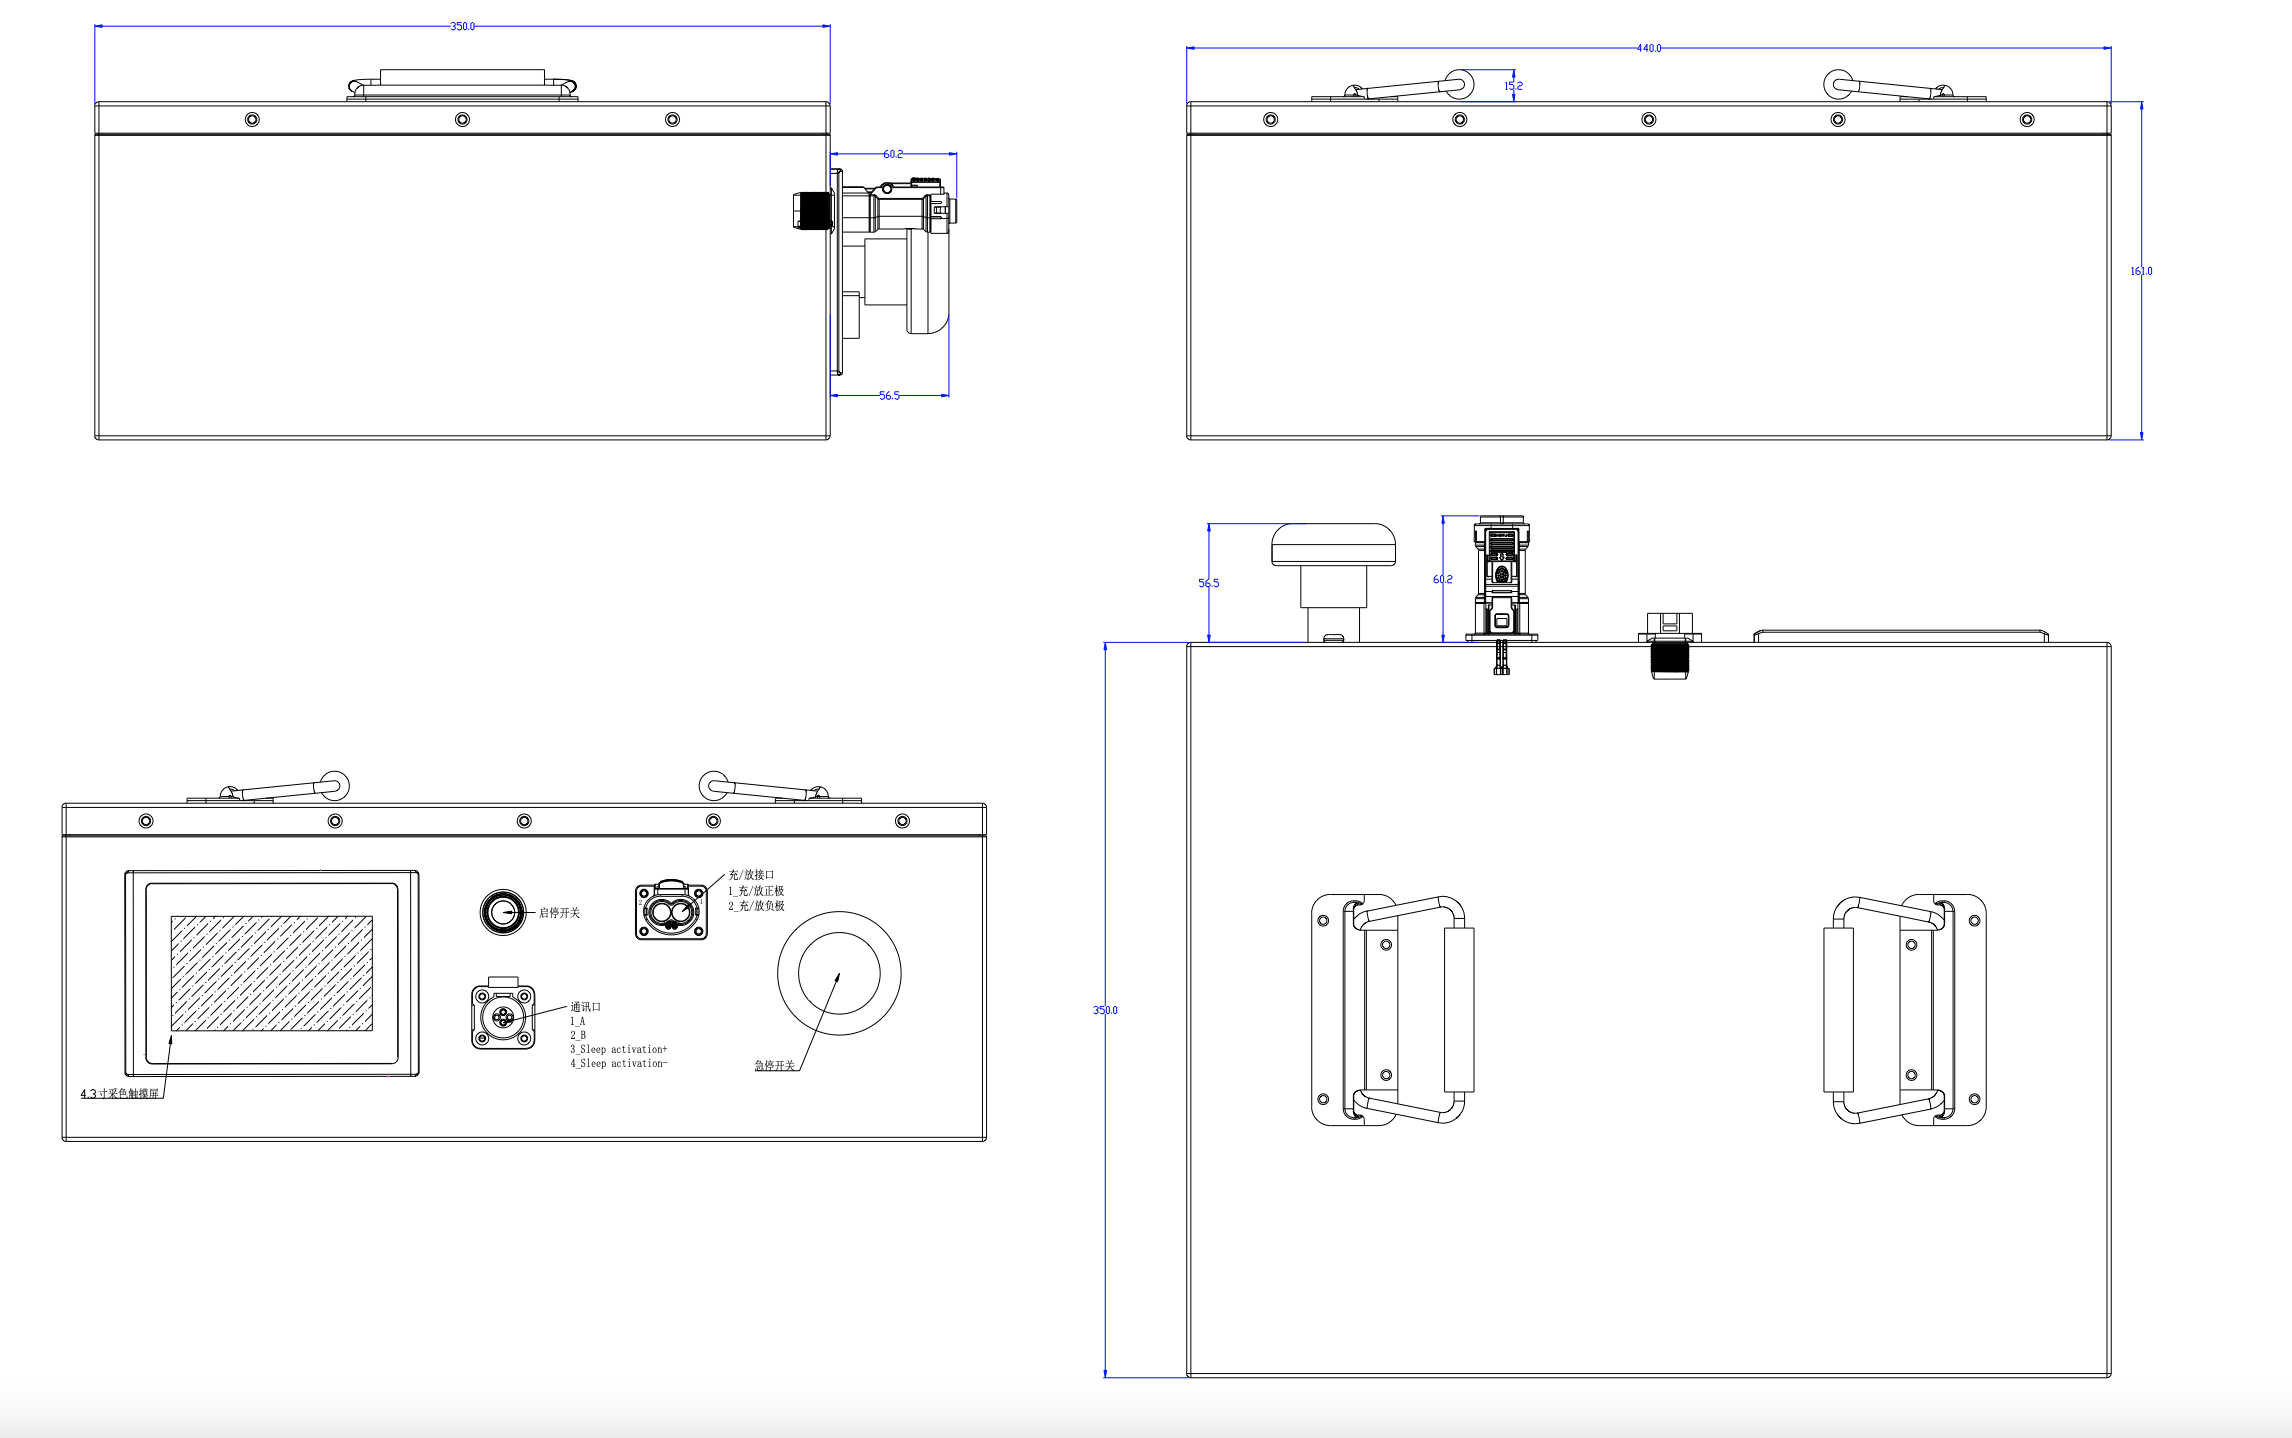 350.0
440.0
15.2
60.2
161.0
56.5
56.5
60.2
充/放接口
1_充/放正极
2_充/放负极
2
1
启停开关
通讯口
1_A
2_B
3_Sleep activation+
4_Sleep activation-
350.0
急停开关
4.3寸采色触摸屏